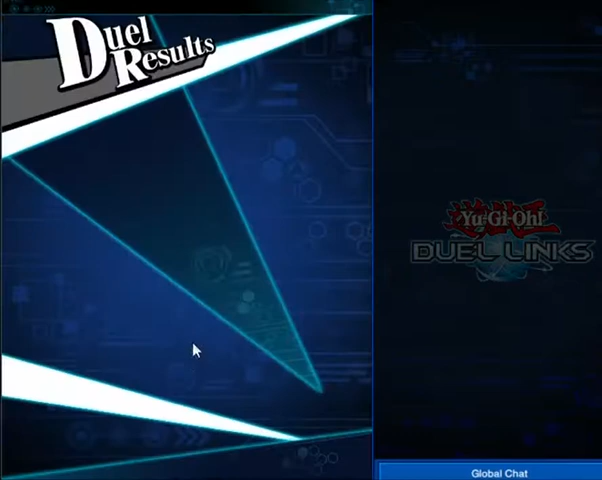 Duel
Results
Yu-Gi-Oh!
DUEL LINKS
Global Chat